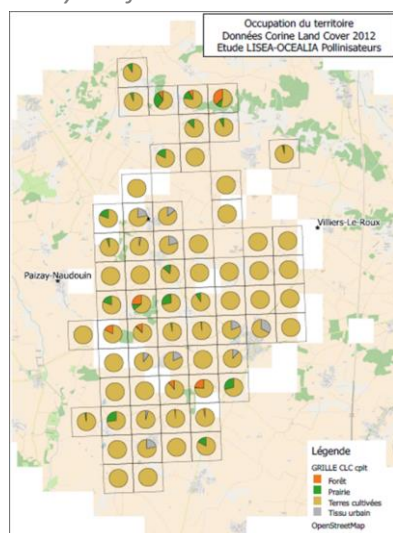 Occupation du territoire
Données Corine Land Cover 2012
Etude LISEA-OCEALIA Pollinisateurs
Villiers-Le-Roux
Paizay-Naudouin
Légende
GRILLE CLC cplt
Forêt
Prairie
Terres cultivées
Tissu urbain
OpenStreetMap